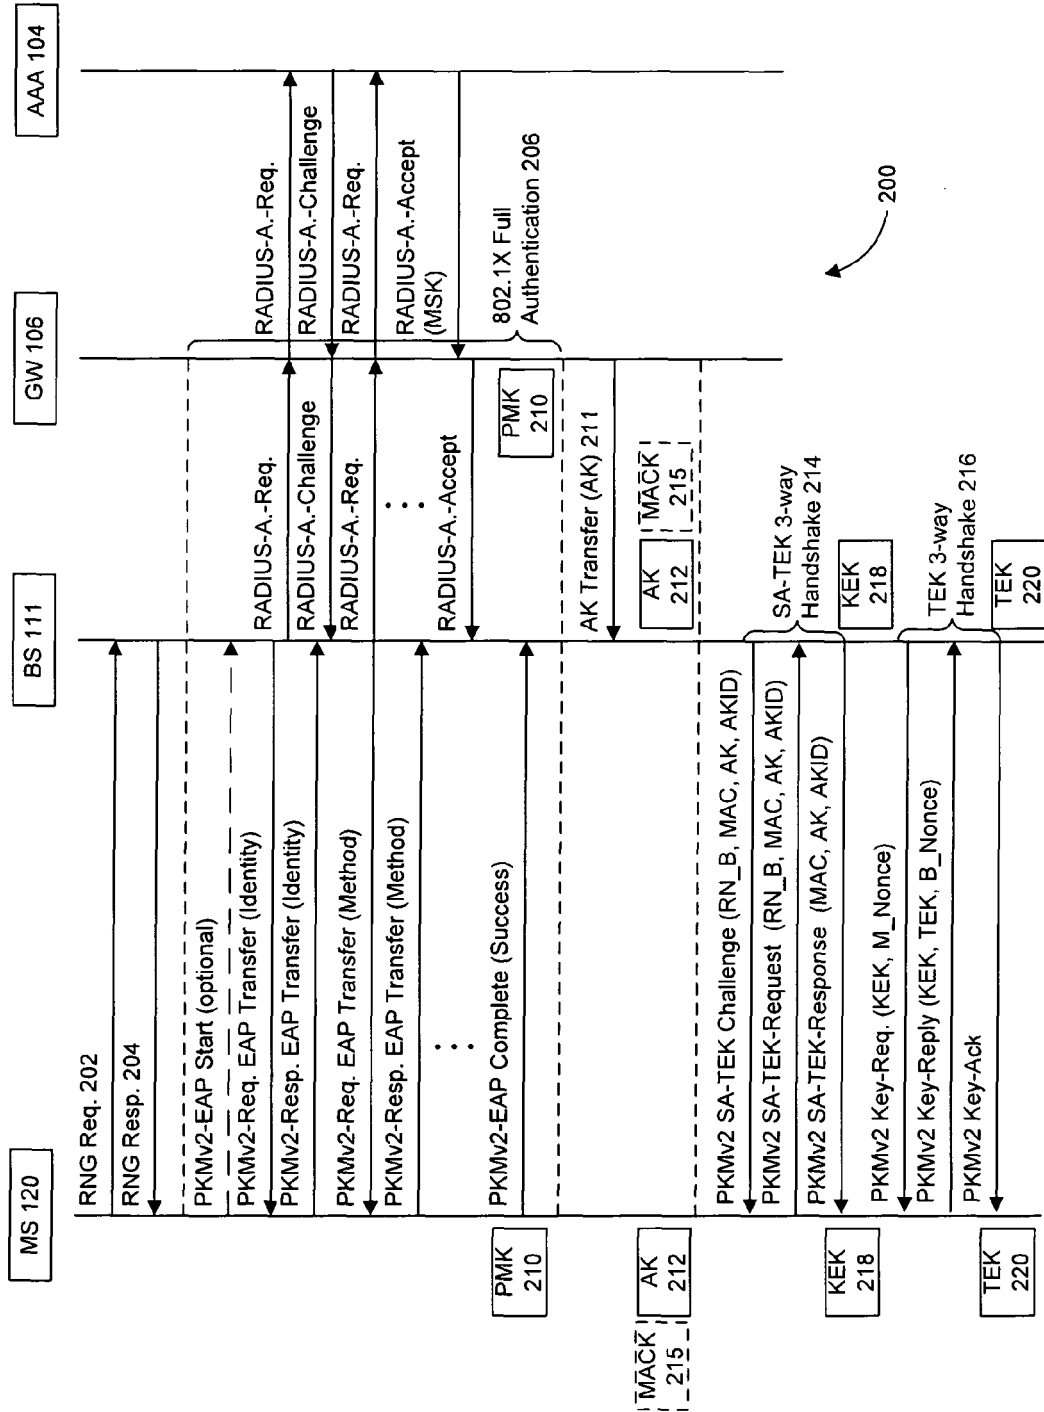 MS 120
BS 111
GW 106
AAA 104
RNG Req. 202
RNG Resp. 204
PKMv2-EAP Start (optional)
PKMv2-Req. EAP Transfer (Identity)
PKMv2-Resp. EAP Transfer (Identity)
PKMv2-Req. EAP Transfer (Method)
PKMv2-Resp. EAP Transfer (Method)
PKMv2-EAP Complete (Success)
RADIUS-A.-Req.
RADIUS-A.-Challenge
RADIUS-A.-Req.
RADIUS-A.-Accept
RADIUS-A.-Req.
RADIUS-A.-Challenge
RADIUS-A.-Req.
RADIUS-A.-Accept
(MSK)
802.1X Full
Authentication 206
PMK
210
PMK
210
AK Transfer (AK) 211
MACK
215
AK
212
AK
212
MACK
215
PKMv2 SA-TEK Challenge (RN_B, MAC, AK, AKID)
PKMv2 SA-TEK-Request (RN_B, MAC, AK, AKID)
PKMv2 SA-TEK-Response (MAC, AK, AKID)
SA-TEK 3-way
Handshake 214
KEK
218
KEK
218
PKMv2 Key-Req. (KEK, M_Nonce)
PKMv2 Key-Reply (KEK, TEK, B_Nonce)
PKMv2 Key-Ack
TEK 3-way
Handshake 216
TEK
220
TEK
220
200